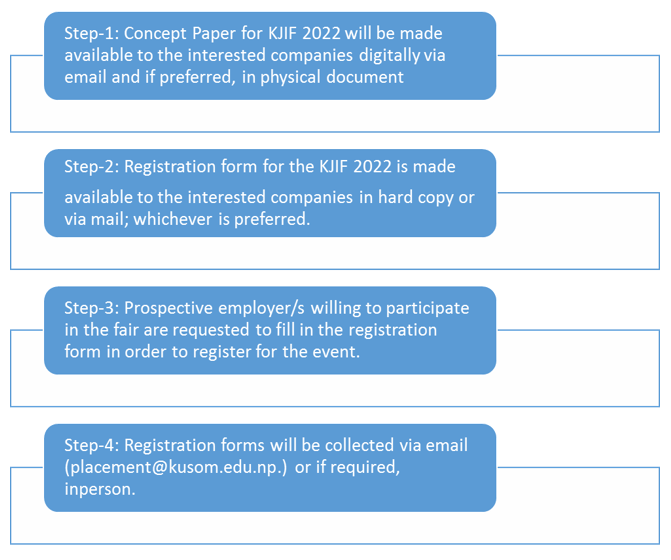 Step-1: Concept Paper for KJIF 2022 will be made
available to the interested companies digitally via
email and if preferred, in physical document
Step-2: Registration form for the KJIF 2022 is made
available to the interested companies in hard copy or
via mail; whichever is preferred.
Step-3: Prospective employer/s willing to participate
in the fair are requested to fill in the registration
form in order to register for the event.
Step-4: Registration forms will be collected via email
(placement@kusom.edu.np.) or if required,
inperson.